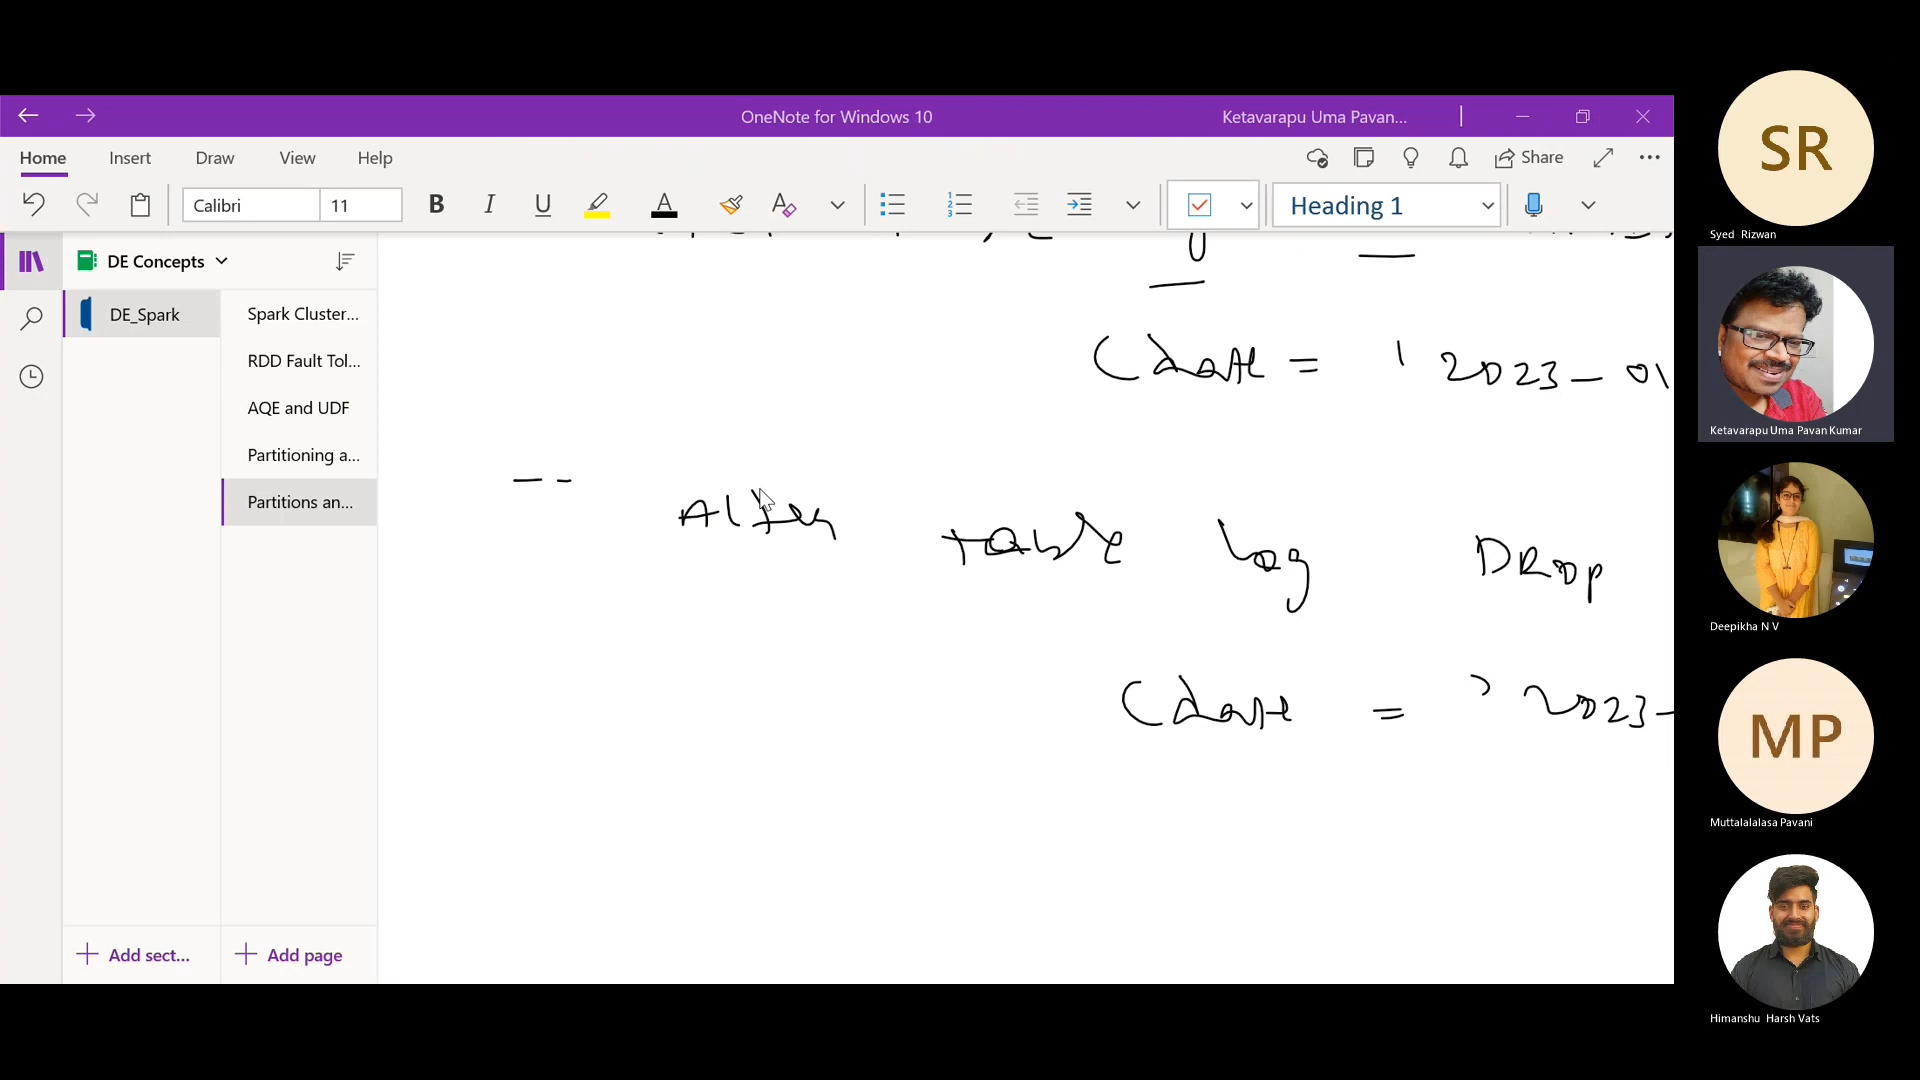 OneNote for Windows 10
Ketavarapu Uma Pavan...
Home Insert Draw View Help
Share
Calibri 11 B I U A Heading 1
DE Concepts
DE_Spark
Spark Cluster...
RDD Fault Tol...
AQE and UDF
Partitioning a...
Partitions an...
(date = ' 2023-01
-- Alter table log DROP
(date = ' 2023-
Add sect...
Add page
SR
Syed Rizwan
Ketavarapu Uma Pavan Kumar
Deepikha N V
MP
Muttalalalasa Pavani
Himanshu Harsh Vats